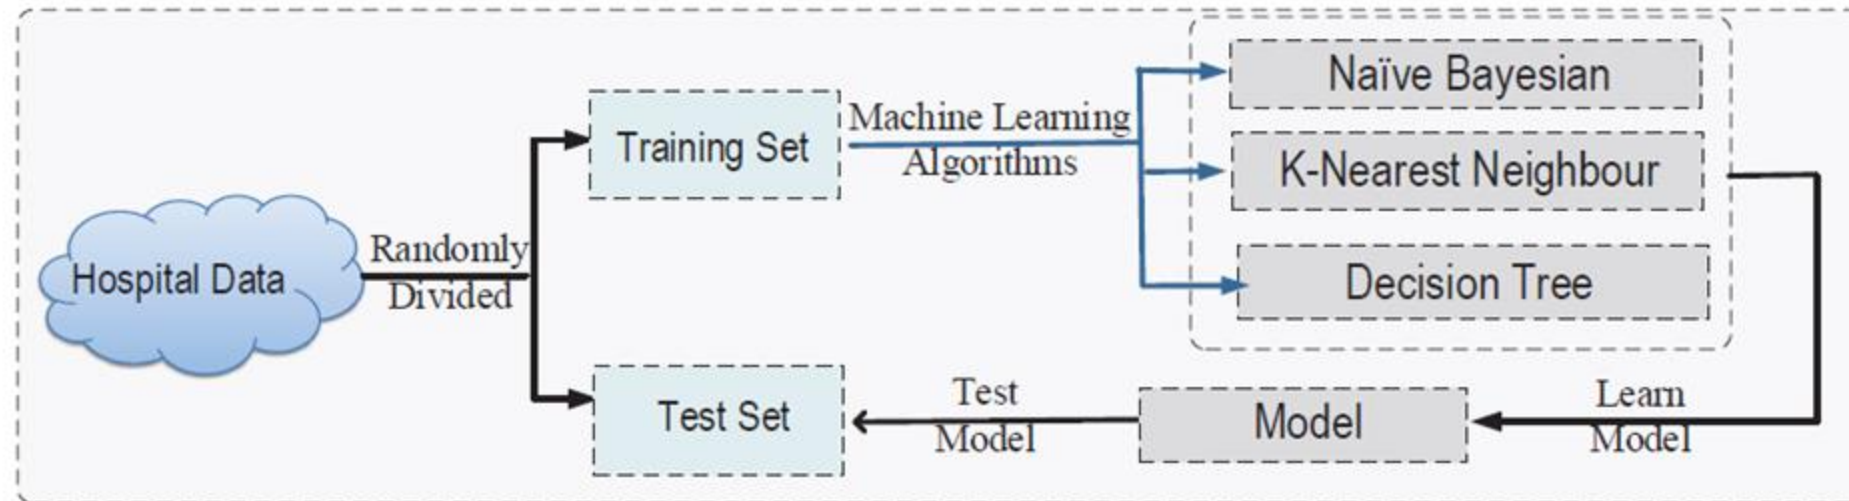 Hospital Data
Randomly
Divided
Training Set
Machine Learning
Algorithms
Naïve Bayesian
K-Nearest Neighbour
Decision Tree
Learn
Model
Model
Test
Model
Test Set